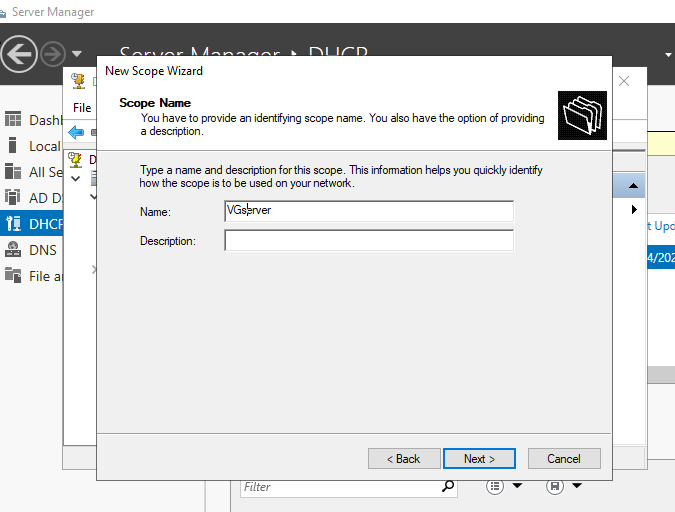 Server Manager
Server Manager • DHCP
New Scope Wizard
Scope Name
You have to provide an identifying scope name. You also have the option of providing
a description.
File
Type a name and description for this scope. This information helps you quickly identify
how the scope is to be used on your network.
Name:
VGserver
Description:
Local
All Se
AD D
DHCP
DNS
File a
t Upd
4/202
< Back
Next >
Cancel
Filter